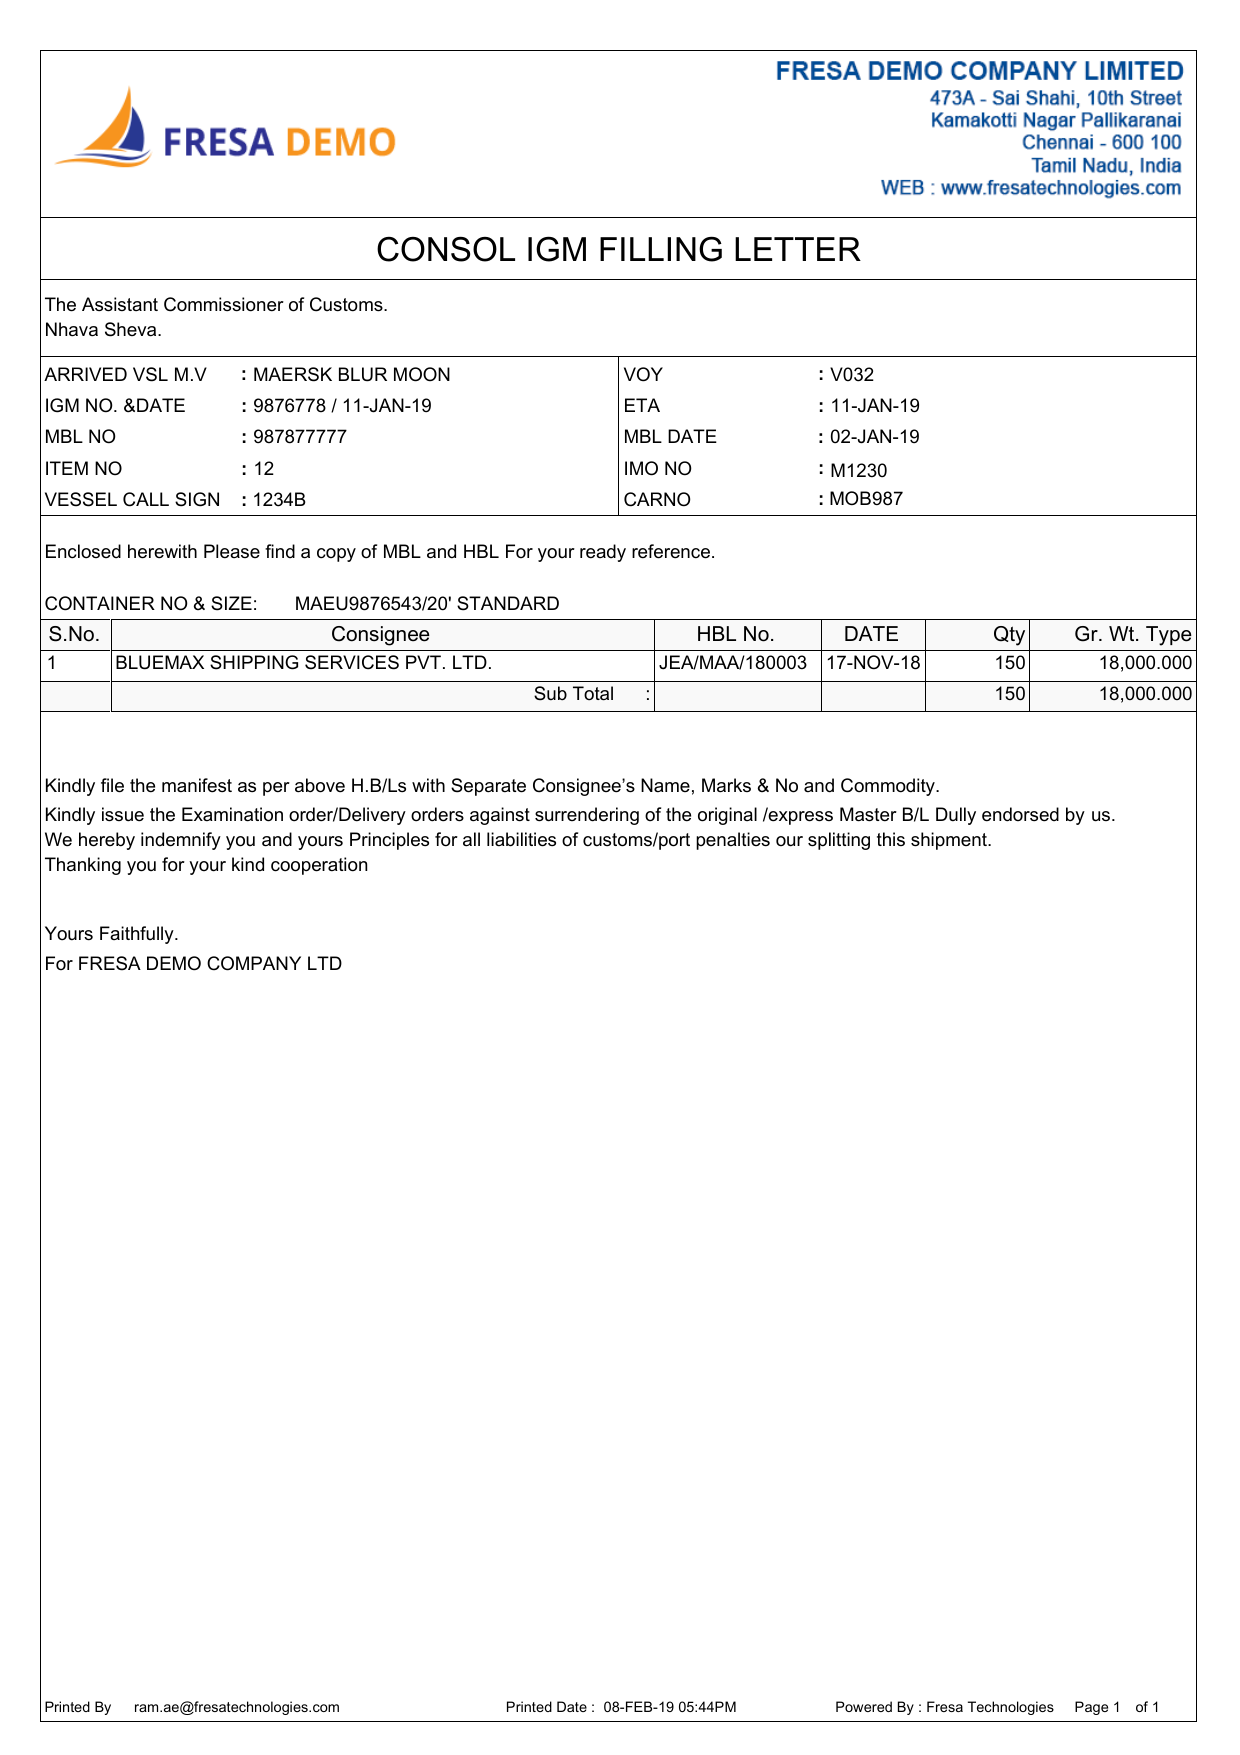 FRESA DEMO
FRESA DEMO COMPANY LIMITED
473A - Sai Shahi, 10th Street
Kamakotti Nagar Pallikaranai
Chennai - 600 100
Tamil Nadu, India
WEB : www.fresatechnologies.com
CONSOL IGM FILLING LETTER
The Assistant Commissioner of Customs.
Nhava Sheva.
ARRIVED VSL M.V : MAERSK BLUR MOON VOY : V032
IGM NO. &DATE : 9876778 / 11-JAN-19 ETA : 11-JAN-19
MBL NO : 987877777 MBL DATE : 02-JAN-19
ITEM NO : 12 IMO NO : M1230
VESSEL CALL SIGN : 1234B CARNO : MOB987
Enclosed herewith Please find a copy of MBL and HBL For your ready reference.
CONTAINER NO & SIZE: MAEU9876543/20' STANDARD
S.No. Consignee HBL No. DATE Qty Gr. Wt. Type
1 BLUEMAX SHIPPING SERVICES PVT. LTD. JEA/MAA/180003 17-NOV-18 150 18,000.000
Sub Total : 150 18,000.000
Kindly file the manifest as per above H.B/Ls with Separate Consignee’s Name, Marks & No and Commodity.
Kindly issue the Examination order/Delivery orders against surrendering of the original /express Master B/L Dully endorsed by us.
We hereby indemnify you and yours Principles for all liabilities of customs/port penalties our splitting this shipment.
Thanking you for your kind cooperation
Yours Faithfully.
For FRESA DEMO COMPANY LTD
Printed By ram.ae@fresatechnologies.com Printed Date : 08-FEB-19 05:44PM Powered By : Fresa Technologies Page 1 of 1